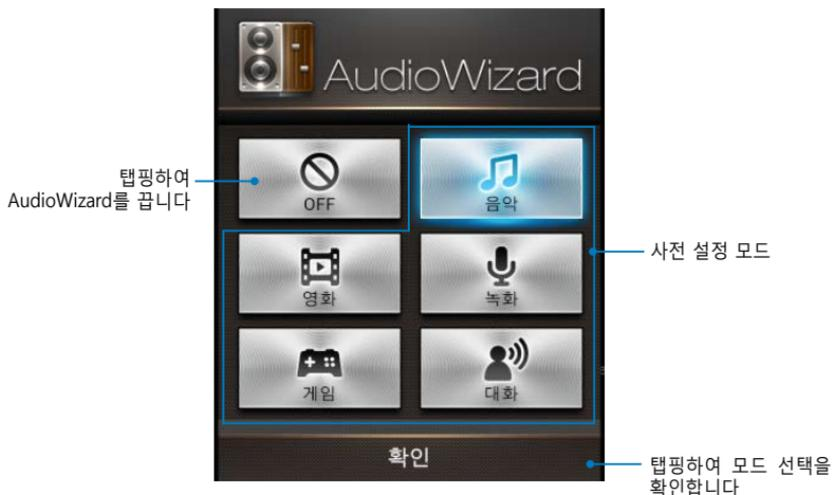 AudioWizard
탭핑하여
AudioWizard를 끕니다
OFF
음악
영화
녹화
사전 설정 모드
게임
대화
확인
탭핑하여 모드 선택을
확인합니다